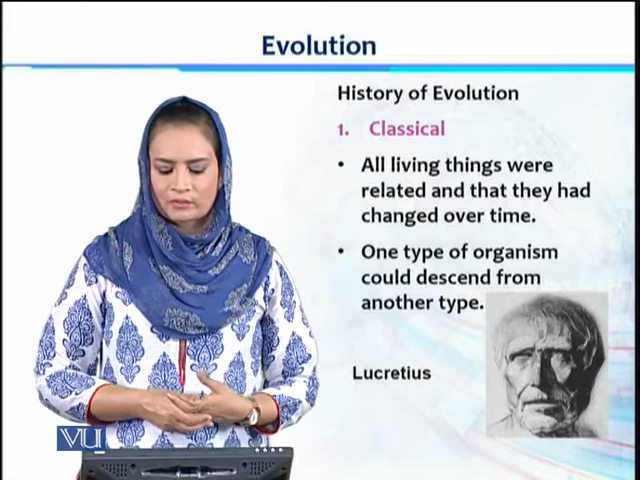 Evolution
History of Evolution
1. Classical
• All living things were
related and that they had
changed over time.
• One type of organism
could descend from
another type.
Lucretius
VU